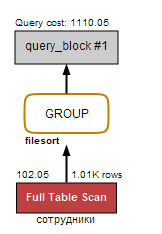 Query cost: 1110.05
query_block #1
GROUP
filesort
102.05 1.01K rows
Full Table Scan
сотрудники